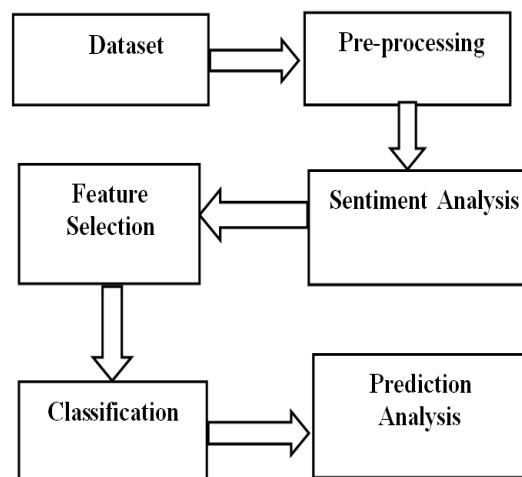 Dataset
Pre-processing
Sentiment Analysis
Feature
Selection
Classification
Prediction
Analysis